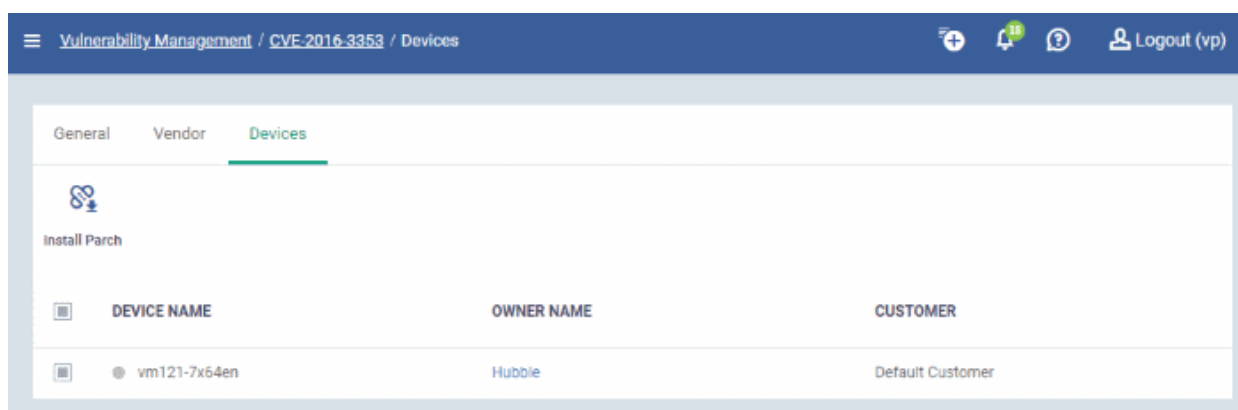 Vulnerability Management / CVE-2016-3353 / Devices
18
Logout (vp)
General Vendor Devices
Install Parch
DEVICE NAME OWNER NAME CUSTOMER
vm121-7x64en Hubble Default Customer